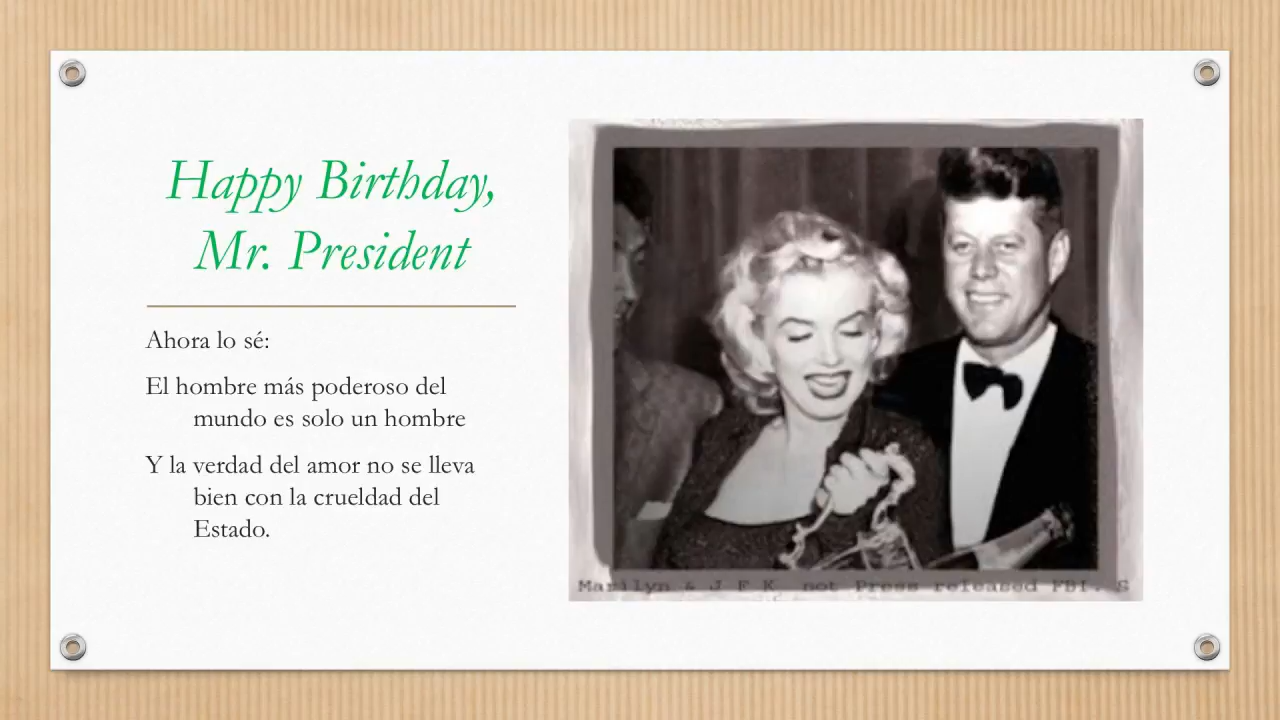 Happy Birthday,
Mr. President
Ahora lo sé:
El hombre más poderoso del
mundo es solo un hombre
Y la verdad del amor no se lleva
bien con la crueldad del
Estado.
Marilyn & J F K not Press released FBI. S